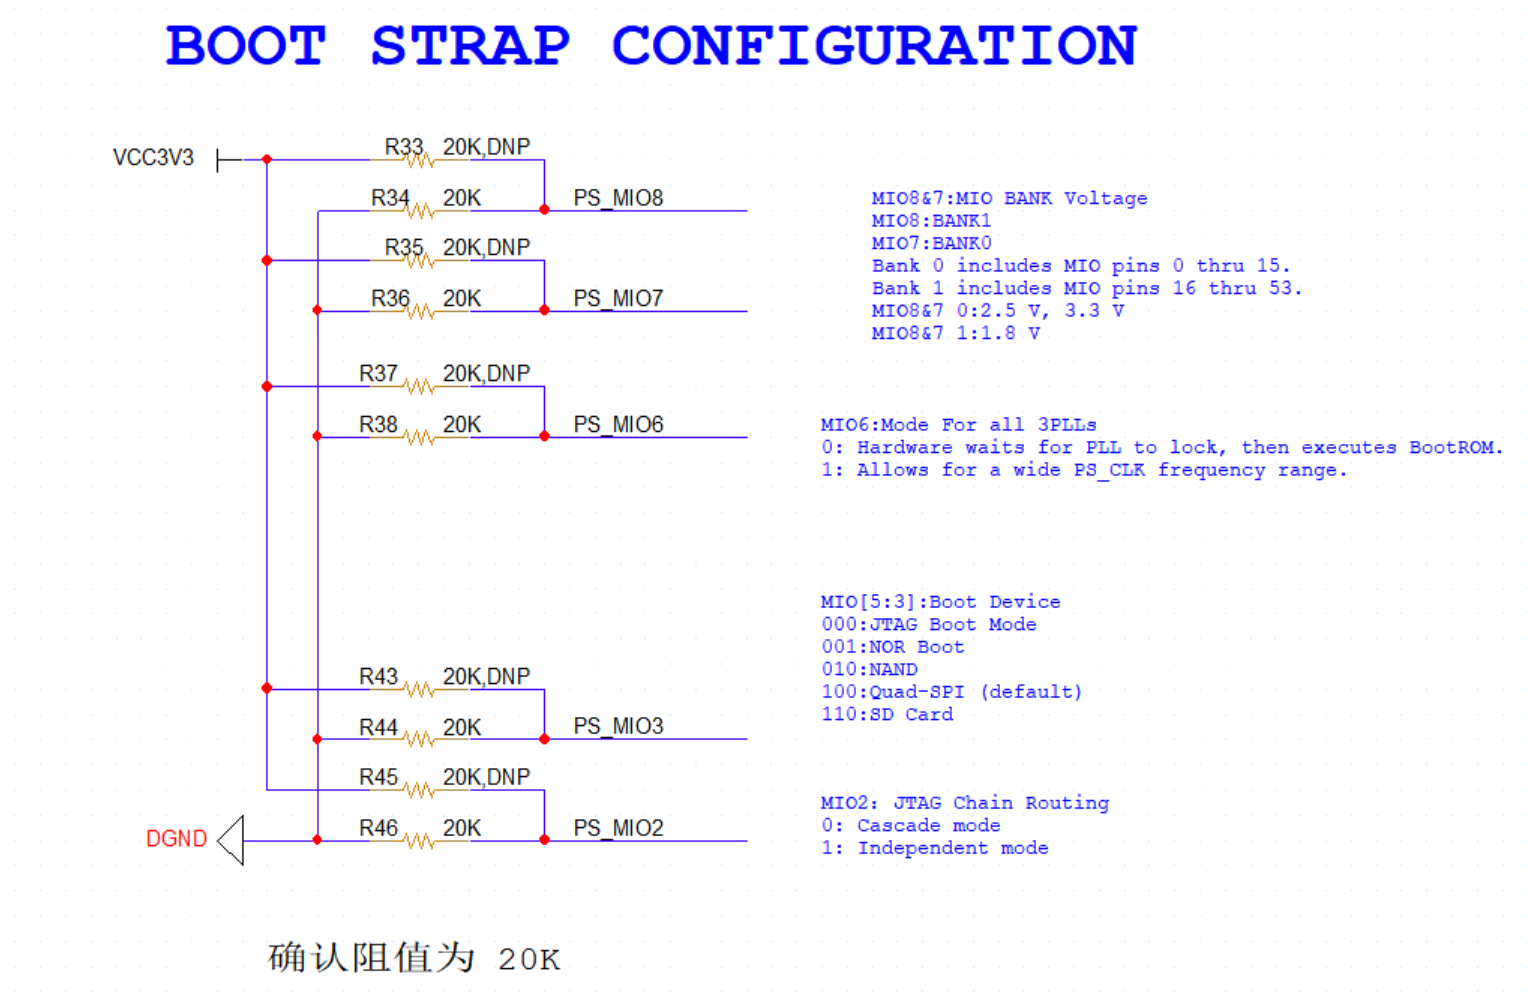 BOOT STRAP CONFIGURATION
VCC3V3
R33 20K,DNP
R34 20K PS_MIO8
R35 20K,DNP
R36 20K PS_MIO7
R37 20K,DNP
R38 20K PS_MIO6
R43 20K,DNP
R44 20K PS_MIO3
R45 20K,DNP
DGND R46 20K PS_MIO2
MIO8&7:MIO BANK Voltage
MIO8:BANK1
MIO7:BANK0
Bank 0 includes MIO pins 0 thru 15.
Bank 1 includes MIO pins 16 thru 53.
MIO8&7 0:2.5 V, 3.3 V
MIO8&7 1:1.8 V
MIO6:Mode For all 3PLLs
0: Hardware waits for PLL to lock, then executes BootROM.
1: Allows for a wide PS_CLK frequency range.
MIO[5:3]:Boot Device
000:JTAG Boot Mode
001:NOR Boot
010:NAND
100:Quad-SPI (default)
110:SD Card
MIO2: JTAG Chain Routing
0: Cascade mode
1: Independent mode
确认阻值为 20K